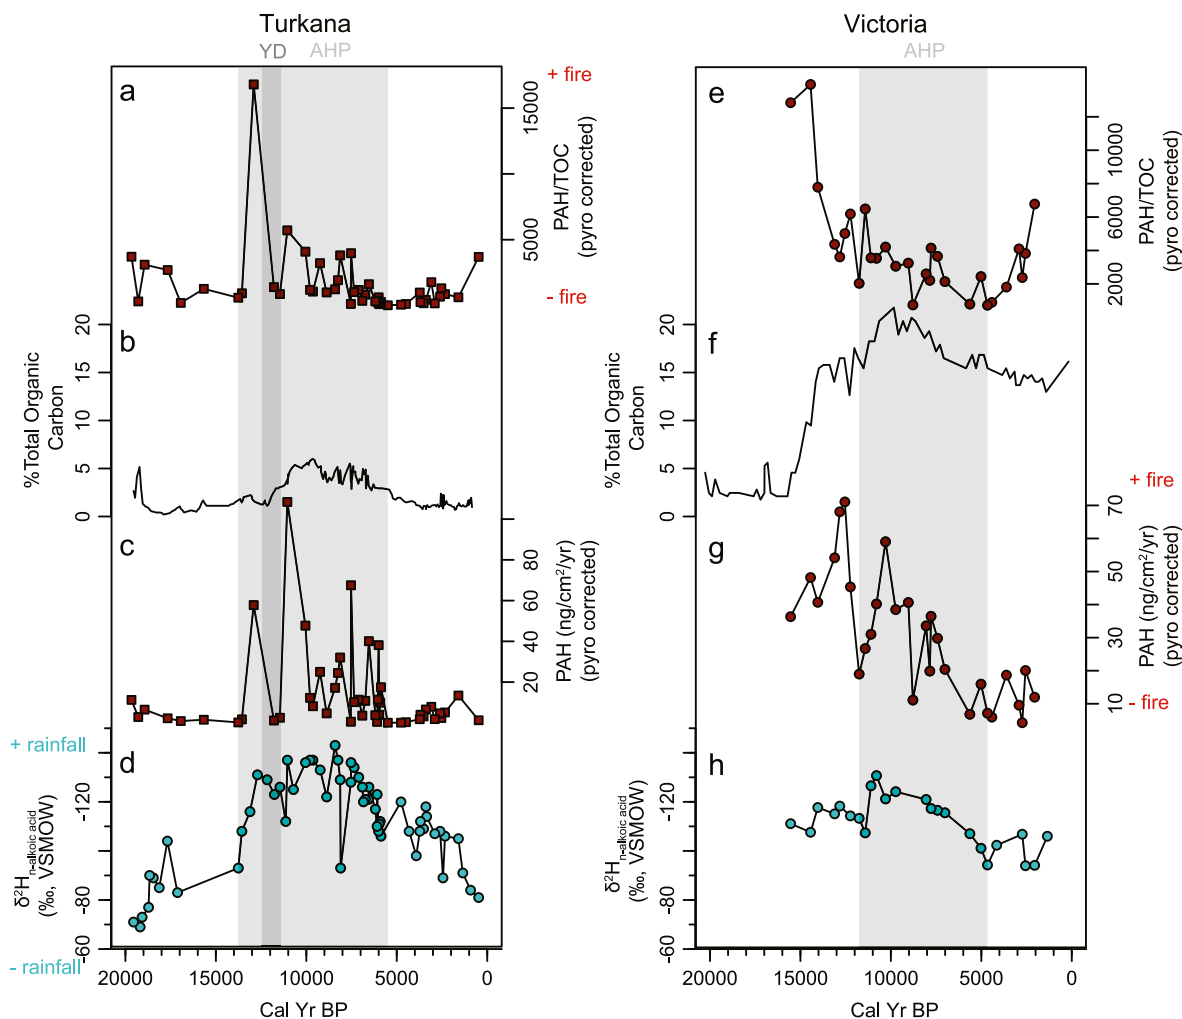 Turkana
YD
AHP
a
+ fire
15000
5000
PAH/TOC
(pyro corrected)
- fire
b
20
15
10
5
0
%Total Organic
Carbon
c
80
60
40
20
PAH (ng/cm²/yr)
(pyro corrected)
+ rainfall
d
-120
-80
-60
δ²Hn-alkoic acid
(‰, VSMOW)
- rainfall
20000
15000
10000
5000
0
Cal Yr BP
Victoria
AHP
e
10000
6000
2000
PAH/TOC
(pyro corrected)
f
20
15
10
5
0
%Total Organic
Carbon
+ fire
g
70
50
30
10
PAH (ng/cm²/yr)
(pyro corrected)
- fire
h
-120
-80
-60
δ²Hn-alkoic acid
(‰, VSMOW)
20000
15000
10000
5000
0
Cal Yr BP